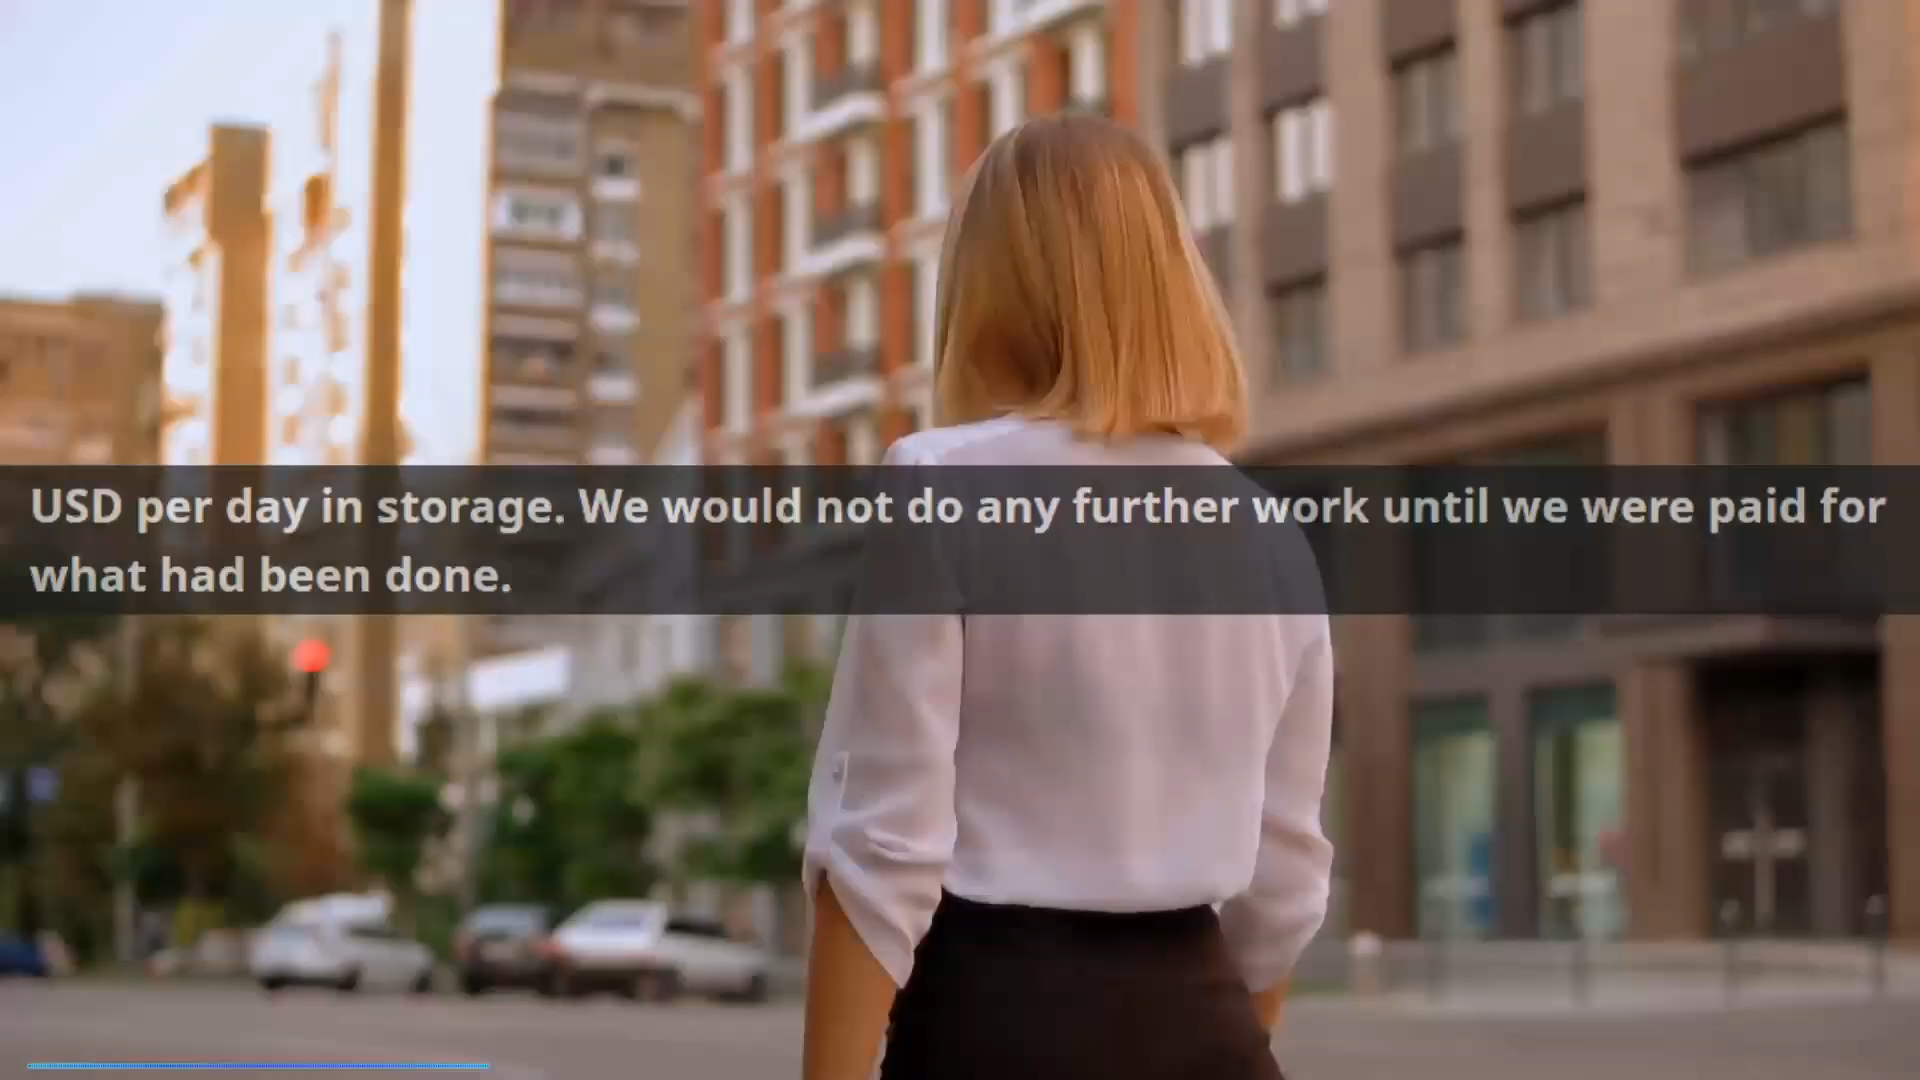 USD per day in storage. We would not do any further work until we were paid for
what had been done.